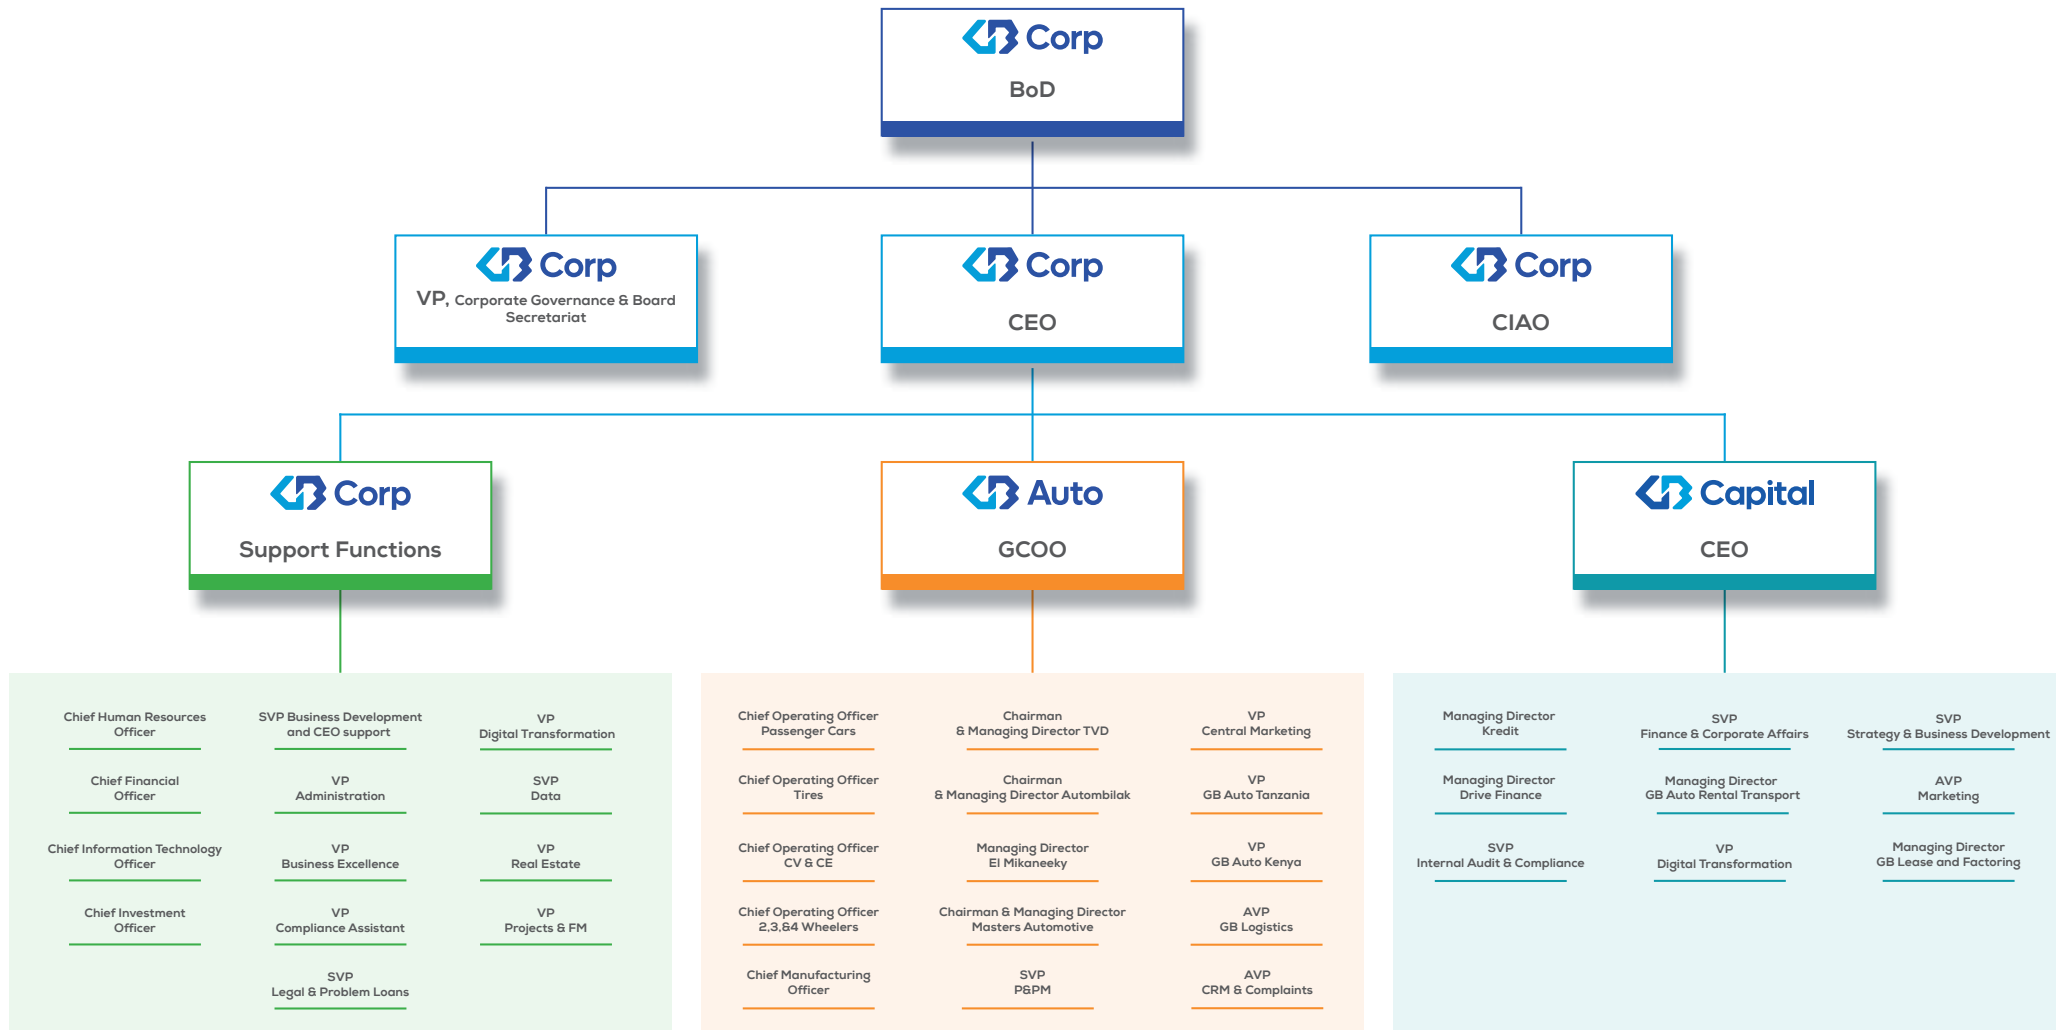 GB Corp
BoD
GB Corp
VP, Corporate Governance & Board
Secretariat
GB Corp
CEO
GB Corp
CIAO
GB Corp
Support Functions
GB Auto
GCOO
GB Capital
CEO
Chief Human Resources
Officer
SVP Business Development
and CEO support
VP
Digital Transformation
Chief Financial
Officer
VP
Administration
SVP
Data
Chief Information Technology
Officer
VP
Business Excellence
VP
Real Estate
Chief Investment
Officer
VP
Compliance Assistant
VP
Projects & FM
SVP
Legal & Problem Loans
Chief Operating Officer
Passenger Cars
Chairman
& Managing Director TVD
VP
Central Marketing
Chief Operating Officer
Tires
Chairman
& Managing Director Autombilak
VP
GB Auto Tanzania
Chief Operating Officer
CV & CE
Managing Director
El Mikaneeky
VP
GB Auto Kenya
Chief Operating Officer
2,3,&4 Wheelers
Chairman & Managing Director
Masters Automotive
AVP
GB Logistics
Chief Manufacturing
Officer
SVP
P&PM
AVP
CRM & Complaints
Managing Director
Kredit
SVP
Finance & Corporate Affairs
SVP
Strategy & Business Development
Managing Director
Drive Finance
Managing Director
GB Auto Rental Transport
AVP
Marketing
SVP
Internal Audit & Compliance
VP
Digital Transformation
Managing Director
GB Lease and Factoring